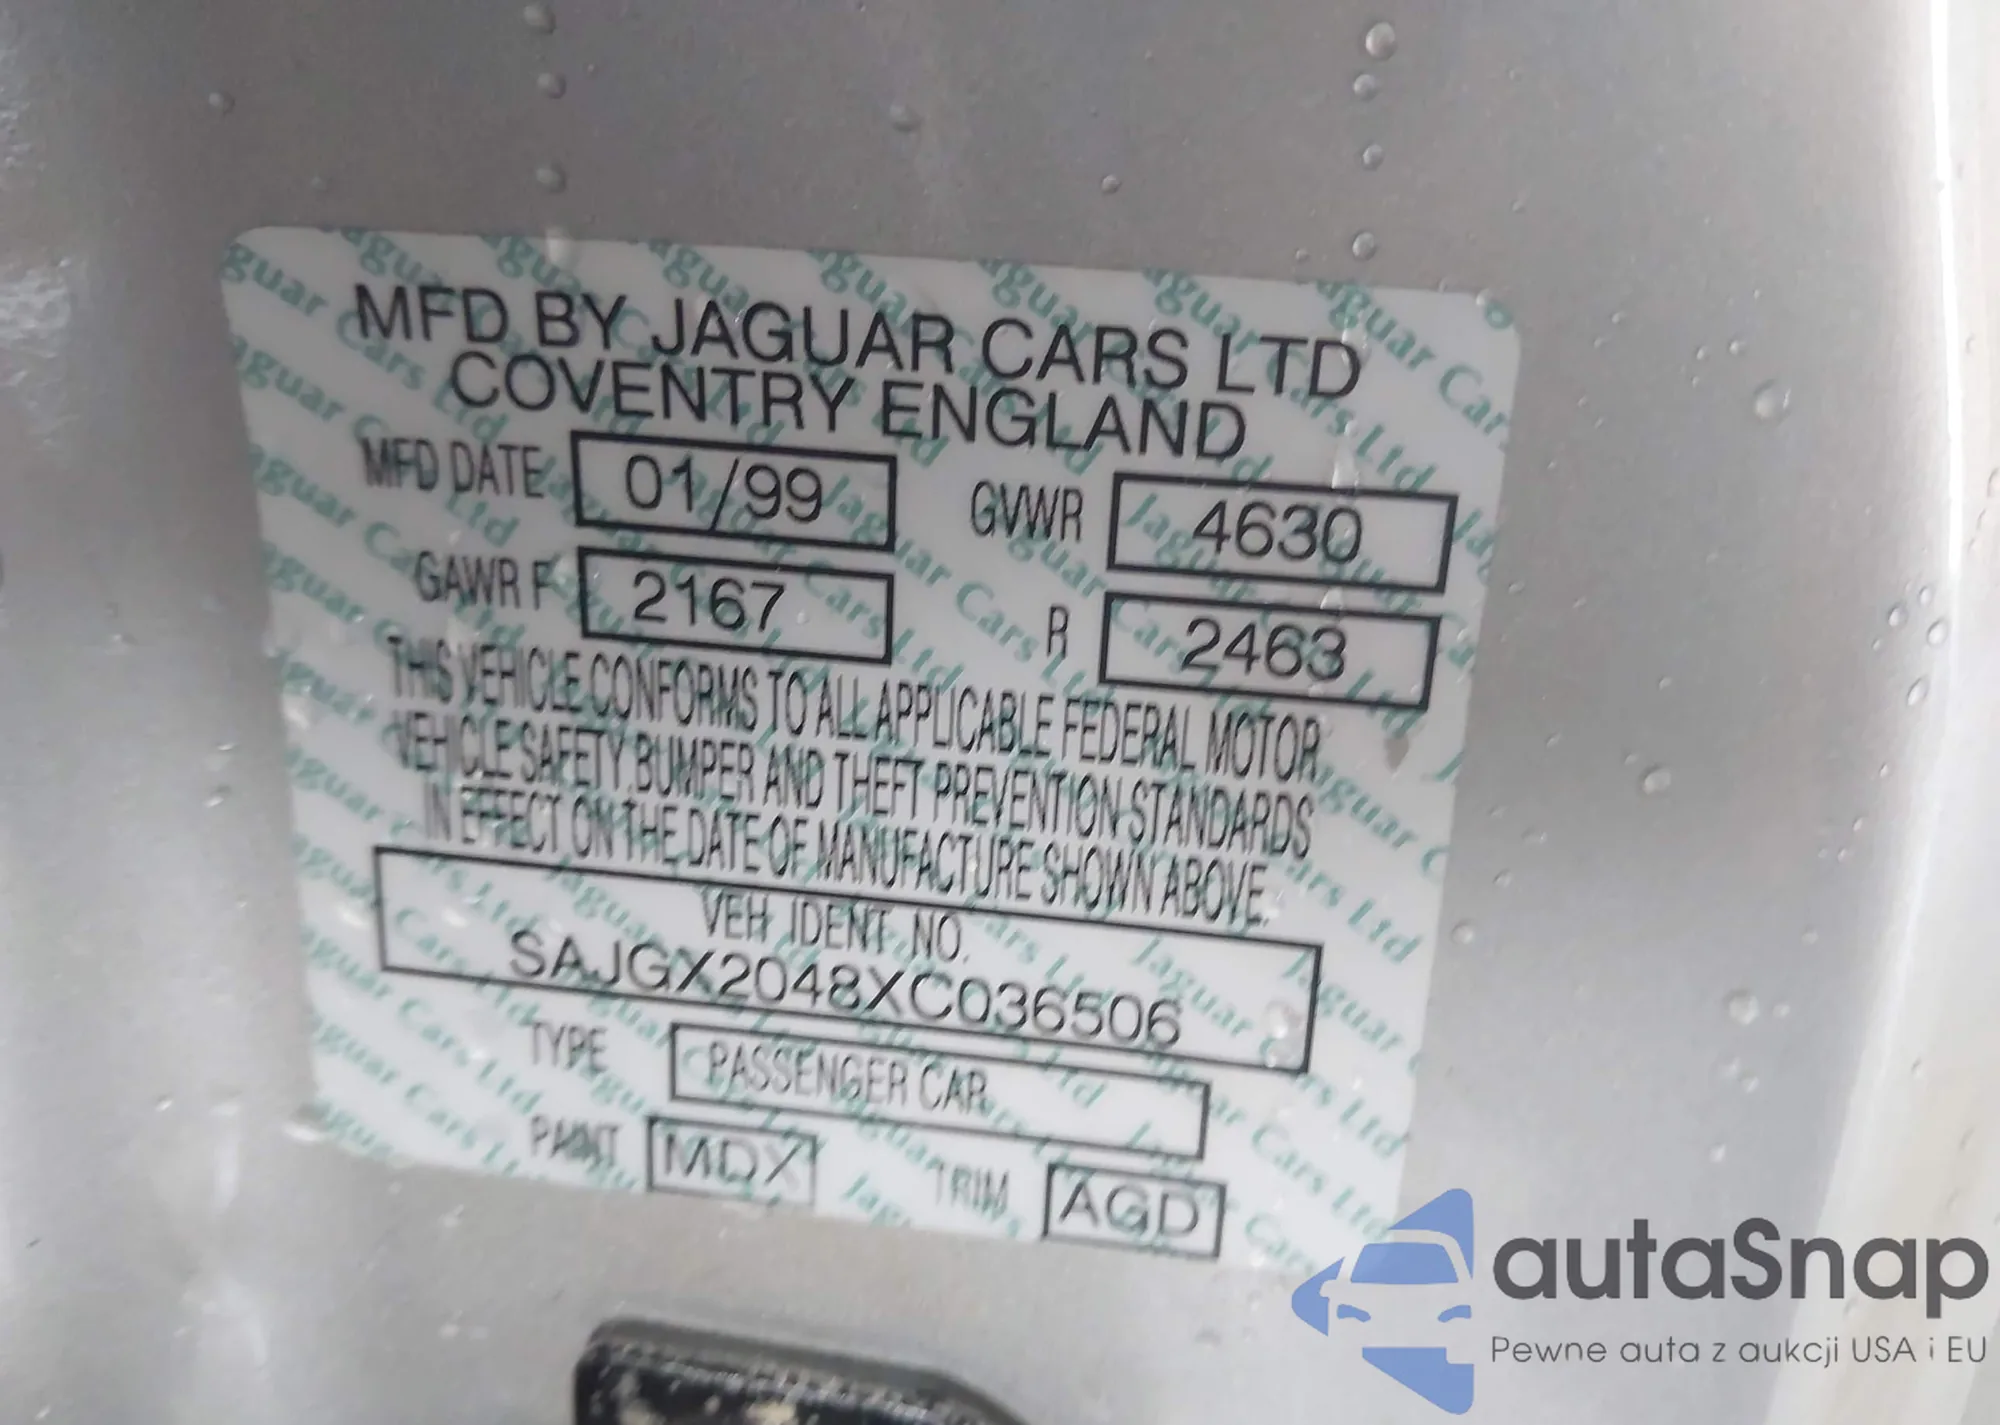 MFD BY JAGUAR CARS LTD
COVENTRY ENGLAND
MFD DATE 01/99 GVWR 4630
GAWR F 2167 R 2463
THIS VEHICLE CONFORMS TO ALL APPLICABLE FEDERAL MOTOR
VEHICLE SAFETY, BUMPER AND THEFT PREVENTION STANDARDS
IN EFFECT ON THE DATE OF MANUFACTURE SHOWN ABOVE.
VEH IDENT NO.
SAJGX2048XC036506
TYPE PASSENGER CAR
PAINT MDX TRIM AGD
autaSnap
Pewne auta z aukcji USA i EU